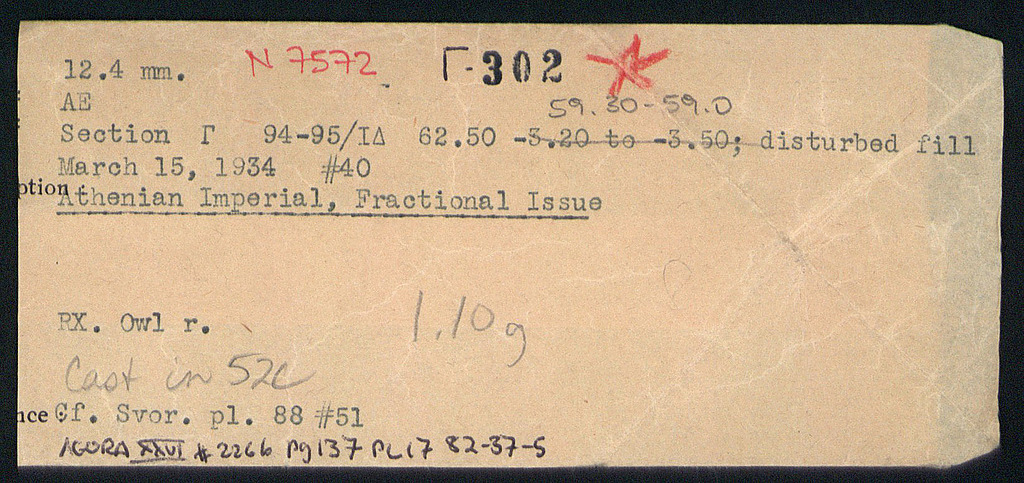 12.4 mm. N 7572 Γ-302
AE
59.30-59.0
Section Γ 94-95/ΙΔ 62.50 -3.20 to -3.50; disturbed fill
March 15, 1934 #40
ption Athenian Imperial, Fractional Issue
RX. Owl r. 1.10g
Cast in 52c
nce Cf. Svor. pl. 88 #51
AGORA XXVI # 2266 pg 137 PL 17 82-37-5